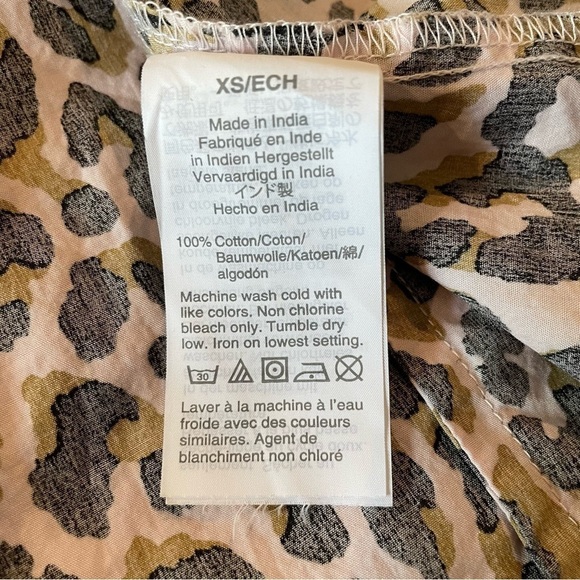 XS/ECH
Made in India
Fabriqué en Inde
in Indien Hergestellt
Vervaardigd in India
インド製
Hecho en India
100% Cotton/Coton/
Baumwolle/Katoen/綿/
algodón
Machine wash cold with
like colors. Non chlorine
bleach only. Tumble dry
low. Iron on lowest setting.
30
Laver à la machine à l'eau
froide avec des couleurs
similaires. Agent de
blanchiment non chloré